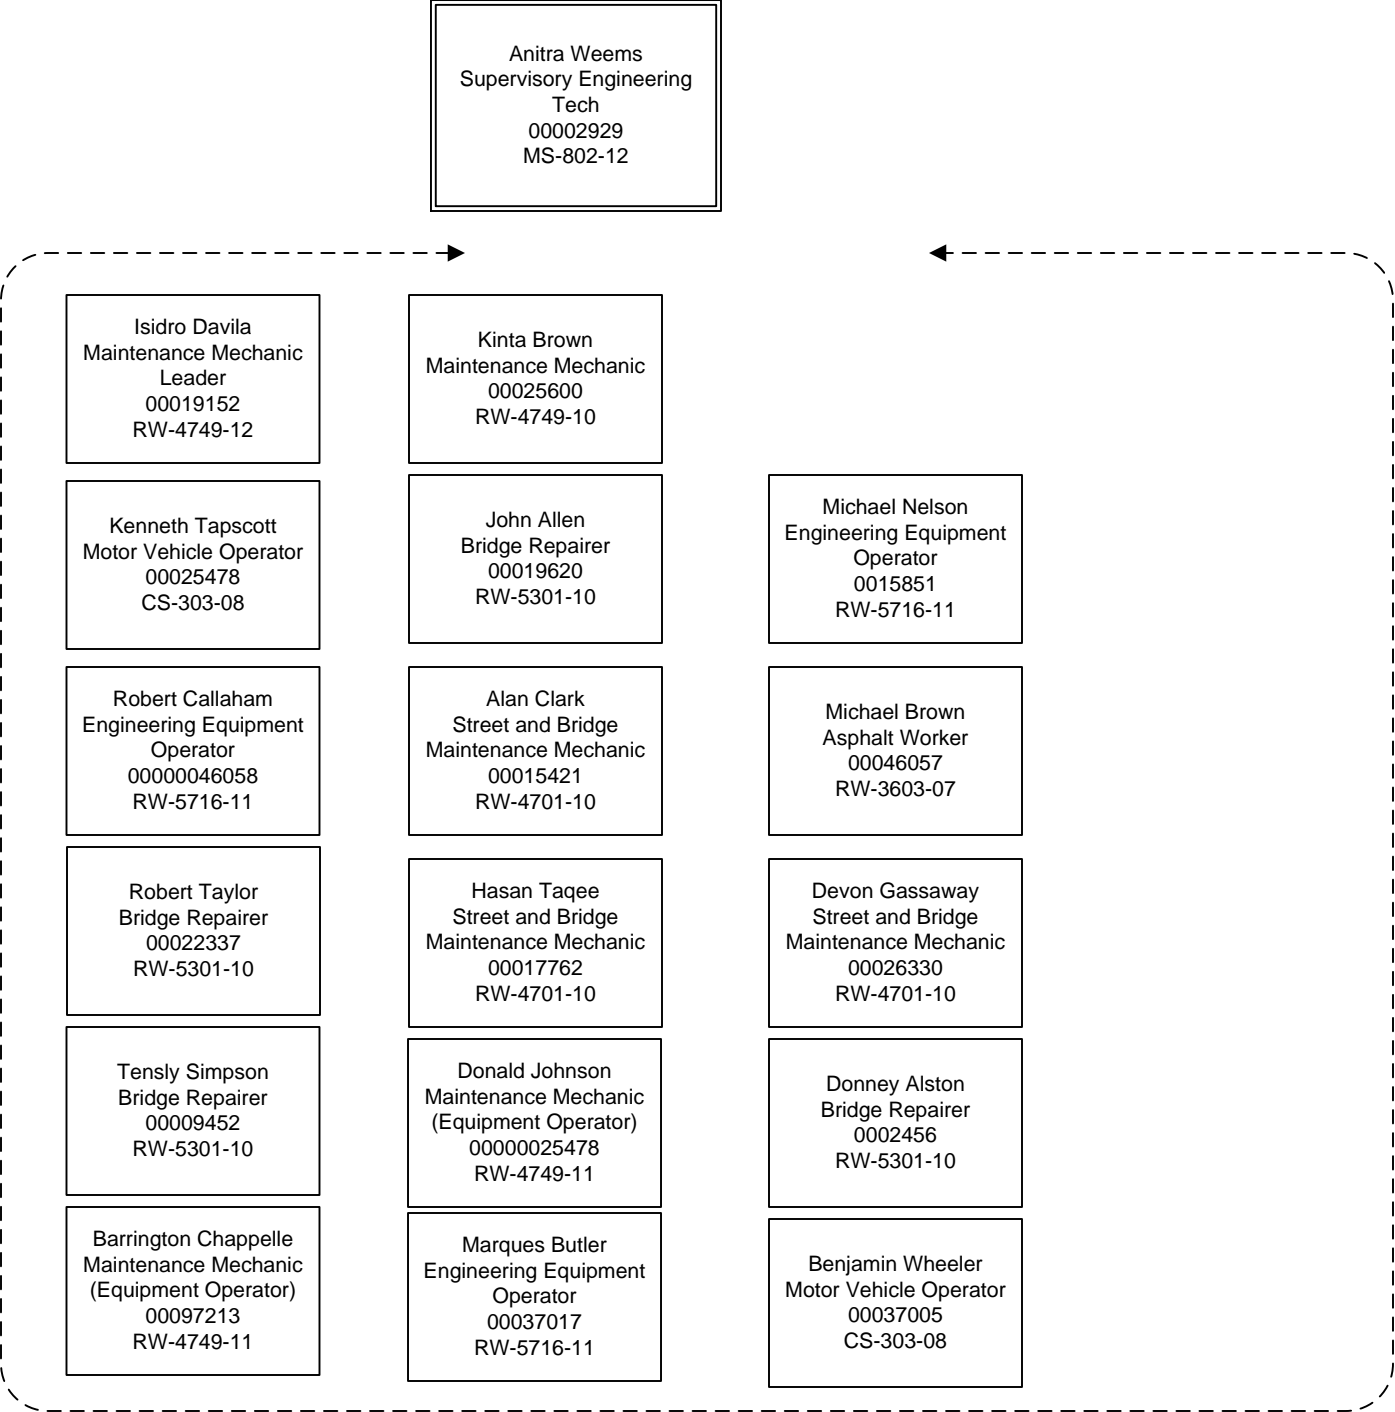 Anitra Weems
Supervisory Engineering
Tech
00002929
MS-802-12
Isidro Davila
Maintenance Mechanic
Leader
00019152
RW-4749-12
Kenneth Tapscott
Motor Vehicle Operator
00025478
CS-303-08
Robert Callaham
Engineering Equipment
Operator
00000046058
RW-5716-11
Robert Taylor
Bridge Repairer
00022337
RW-5301-10
Tensly Simpson
Bridge Repairer
00009452
RW-5301-10
Barrington Chappelle
Maintenance Mechanic
(Equipment Operator)
00097213
RW-4749-11
Kinta Brown
Maintenance Mechanic
00025600
RW-4749-10
John Allen
Bridge Repairer
00019620
RW-5301-10
Alan Clark
Street and Bridge
Maintenance Mechanic
00015421
RW-4701-10
Hasan Taqee
Street and Bridge
Maintenance Mechanic
00017762
RW-4701-10
Donald Johnson
Maintenance Mechanic
(Equipment Operator)
00000025478
RW-4749-11
Marques Butler
Engineering Equipment
Operator
00037017
RW-5716-11
Michael Nelson
Engineering Equipment
Operator
0015851
RW-5716-11
Michael Brown
Asphalt Worker
00046057
RW-3603-07
Devon Gassaway
Street and Bridge
Maintenance Mechanic
00026330
RW-4701-10
Donney Alston
Bridge Repairer
0002456
RW-5301-10
Benjamin Wheeler
Motor Vehicle Operator
00037005
CS-303-08